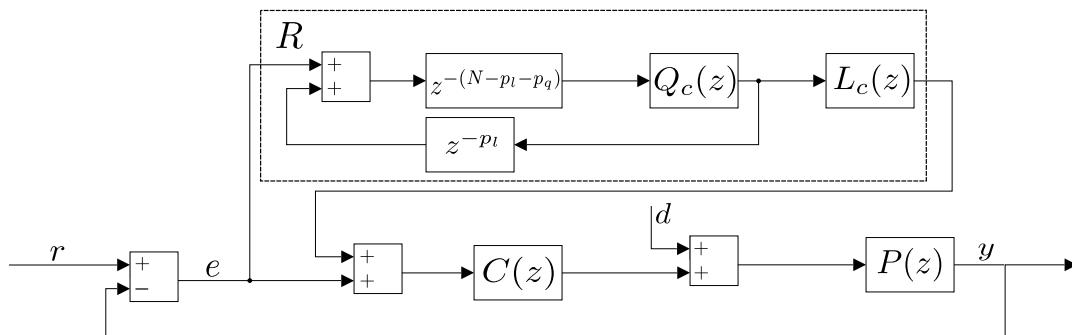 R
+
+
z^{-(N-p_l-p_q)}
Q_c(z)
L_c(z)
z^{-p_l}
d
r
+
−
e
+
+
C(z)
+
+
P(z)
y